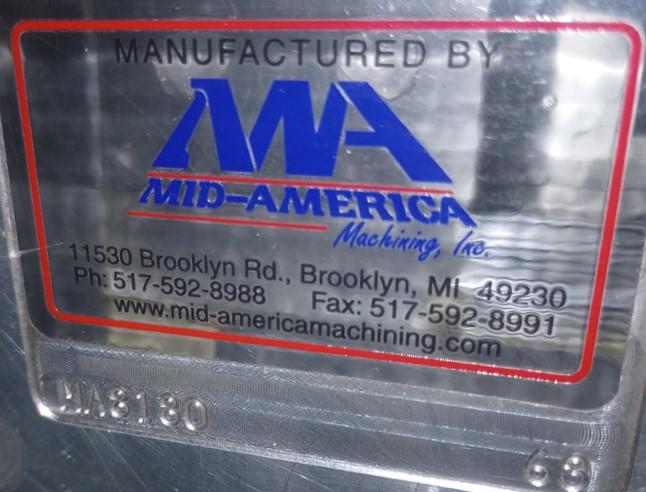 MANUFACTURED BY
MA
MID-AMERICA
Machining, Inc.
11530 Brooklyn Rd., Brooklyn, MI 49230
Ph: 517-592-8988 Fax: 517-592-8991
www.mid-americamachining.com
MA3130 68